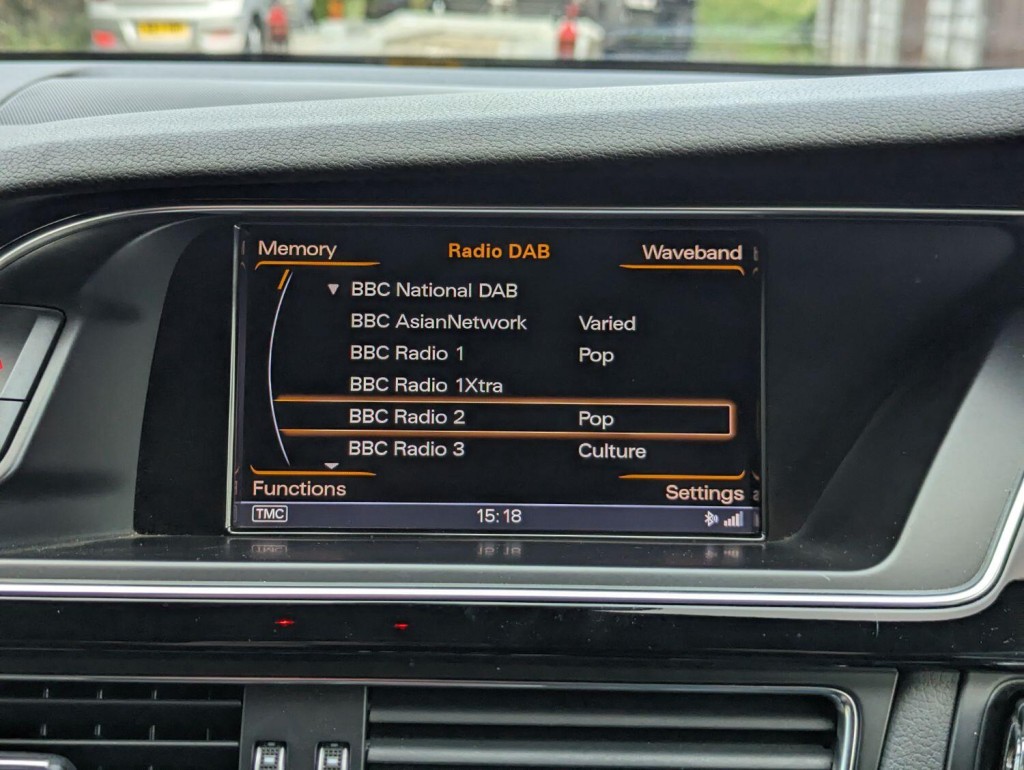 Memory Radio DAB Waveband
BBC National DAB
BBC AsianNetwork Varied
BBC Radio 1 Pop
BBC Radio 1Xtra
BBC Radio 2 Pop
BBC Radio 3 Culture
Functions Settings
TMC 15:18